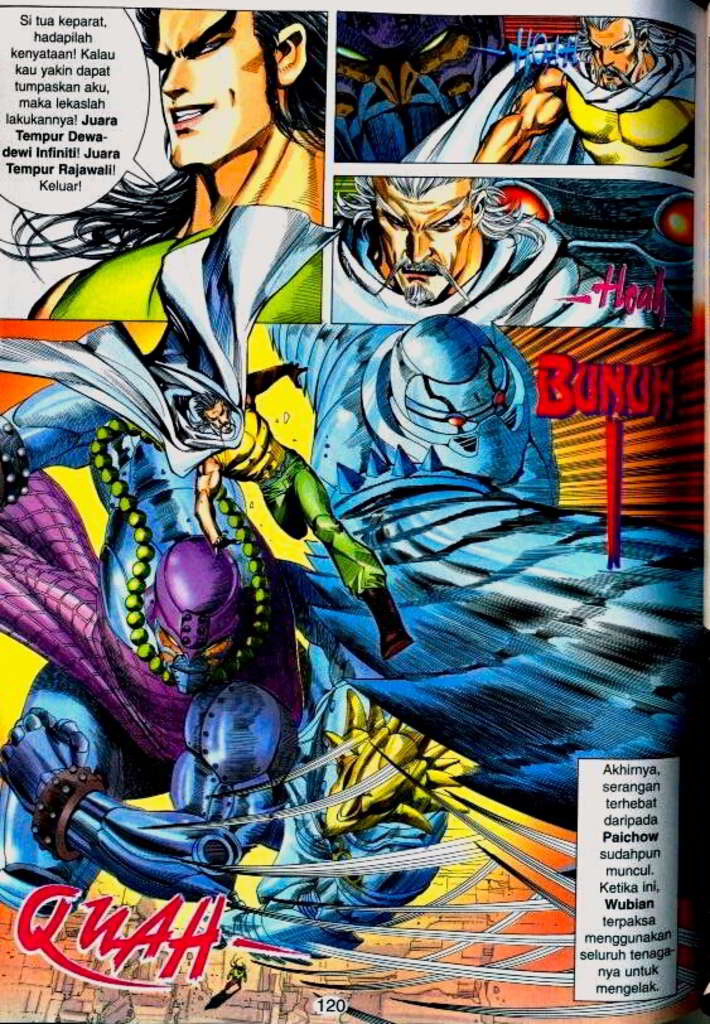 Si tua keparat,
hadapilah
kenyataan! Kalau
kau yakin dapat
tumpaskan aku,
maka lekaslah
lakukannya! Juara
Tempur Dewa-
dewi Infiniti! Juara
Tempur Rajawali!
Keluar!
HOAH
Hoah
BUNUH!
QUAH
Akhirnya,
serangan
terhebat
daripada
Paichow
sudahpun
muncul.
Ketika ini,
Wubian
terpaksa
menggunakan
seluruh tenaga-
nya untuk
mengelak.
120